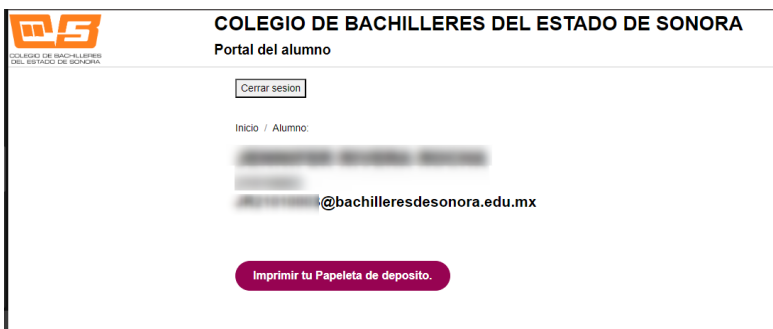 COLEGIO DE BACHILLERES DEL ESTADO DE SONORA
Portal del alumno
COLEGIO DE BACHILLERES
DEL ESTADO DE SONORA
Cerrar sesion
Inicio / Alumno:
@bachilleresdesonora.edu.mx
Imprimir tu Papeleta de deposito.